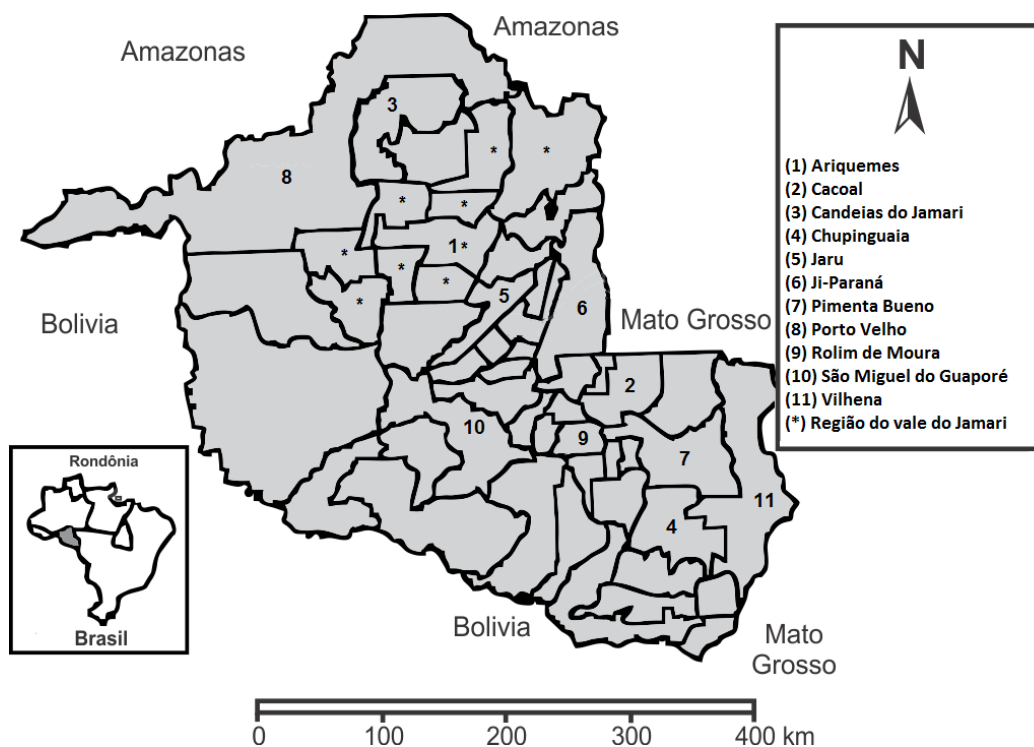 Amazonas
Amazonas
N
3
*
*
8
*
*
(1) Ariquemes
(2) Cacoal
(3) Candeias do Jamari
(4) Chupinguaia
(5) Jaru
(6) Ji-Paraná
(7) Pimenta Bueno
(8) Porto Velho
(9) Rolim de Moura
(10) São Miguel do Guaporé
(11) Vilhena
(*) Região do vale do Jamari
*
1*
*
*
*
5
6
Bolivia
Mato Grosso
2
10
9
7
4
11
Rondônia
Brasil
Bolivia
Mato
Grosso
0
100
200
300
400 km